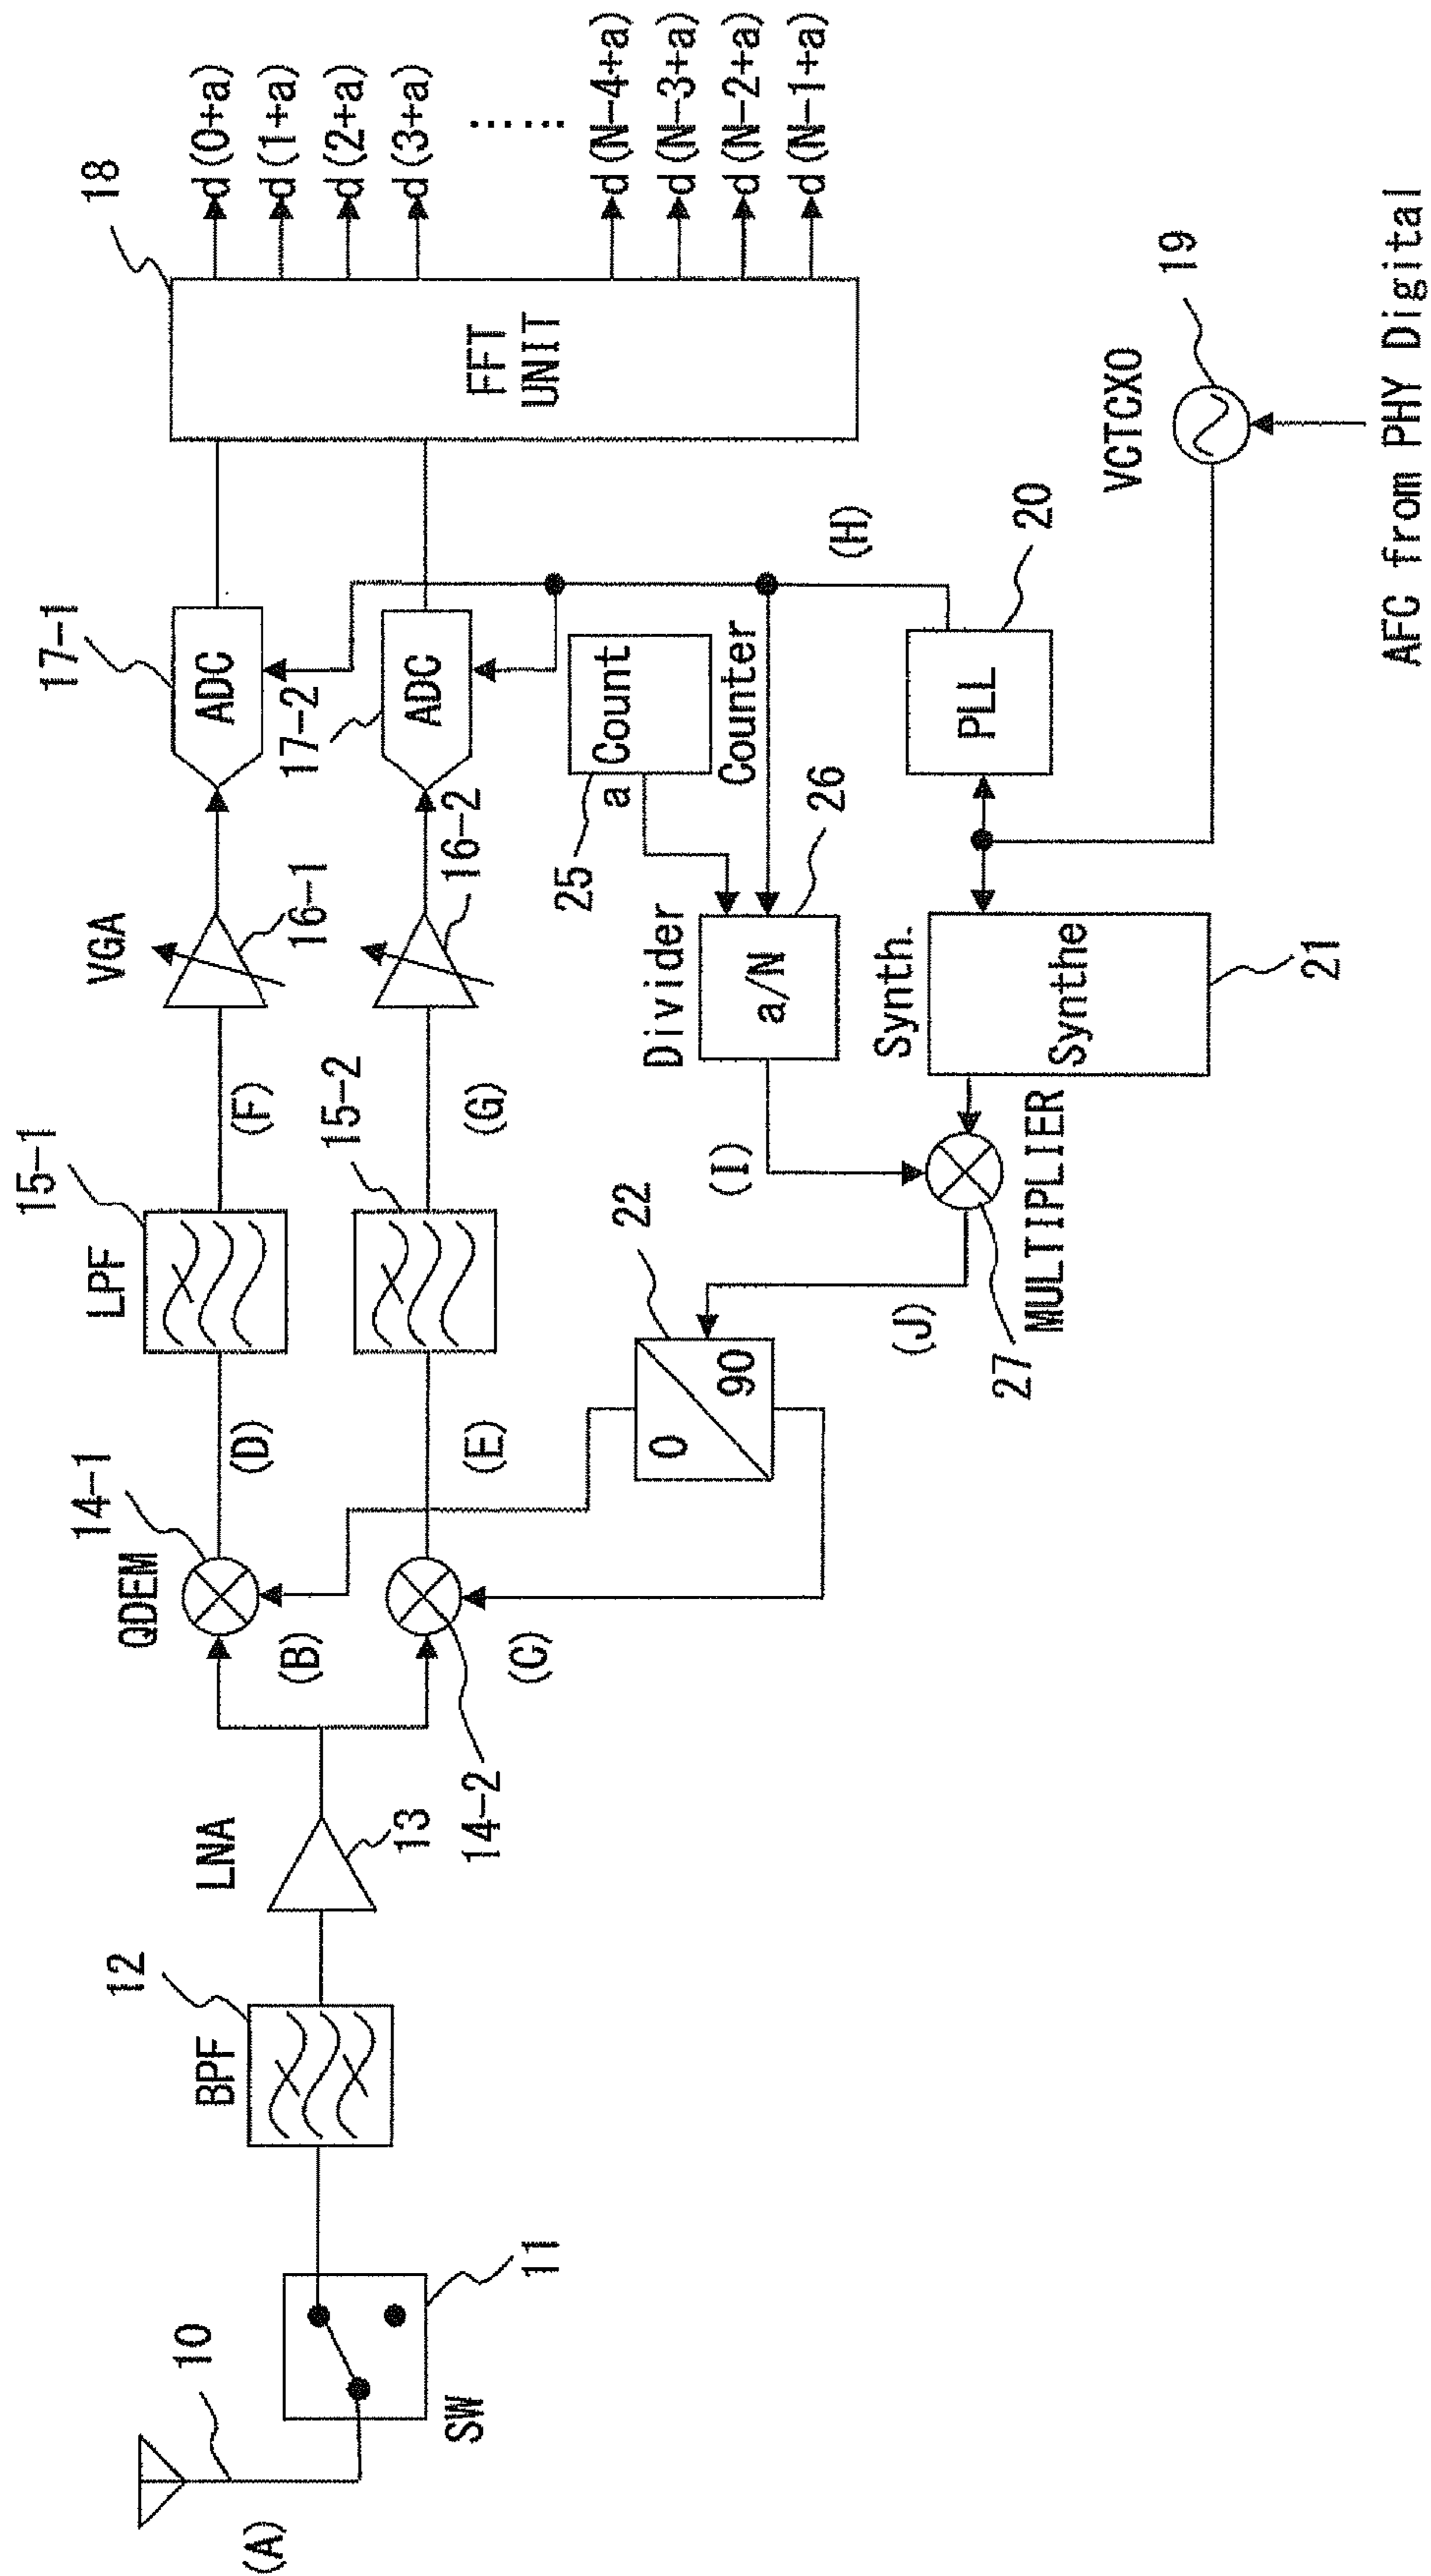 18
d(0+a)
d(1+a)
d(2+a)
d(3+a)
......
d(N-4+a)
d(N-3+a)
d(N-2+a)
d(N-1+a)
FFT
UNIT
17-1
ADC
17-2
ADC
VGA
16-1
16-2
15-1
LPF
(F)
15-2
(G)
14-1
QDEM
(D)
(E)
(B)
(C)
14-2
LNA
13
12
BPF
11
SW
10
(A)
25
a
Count
Counter
(H)
Divider
a/N
26
(I)
22
0
90
(J)
27
MULTIPLIER
Synth.
Synthe
21
PLL
20
VCTCXO
19
AFC from PHY Digital